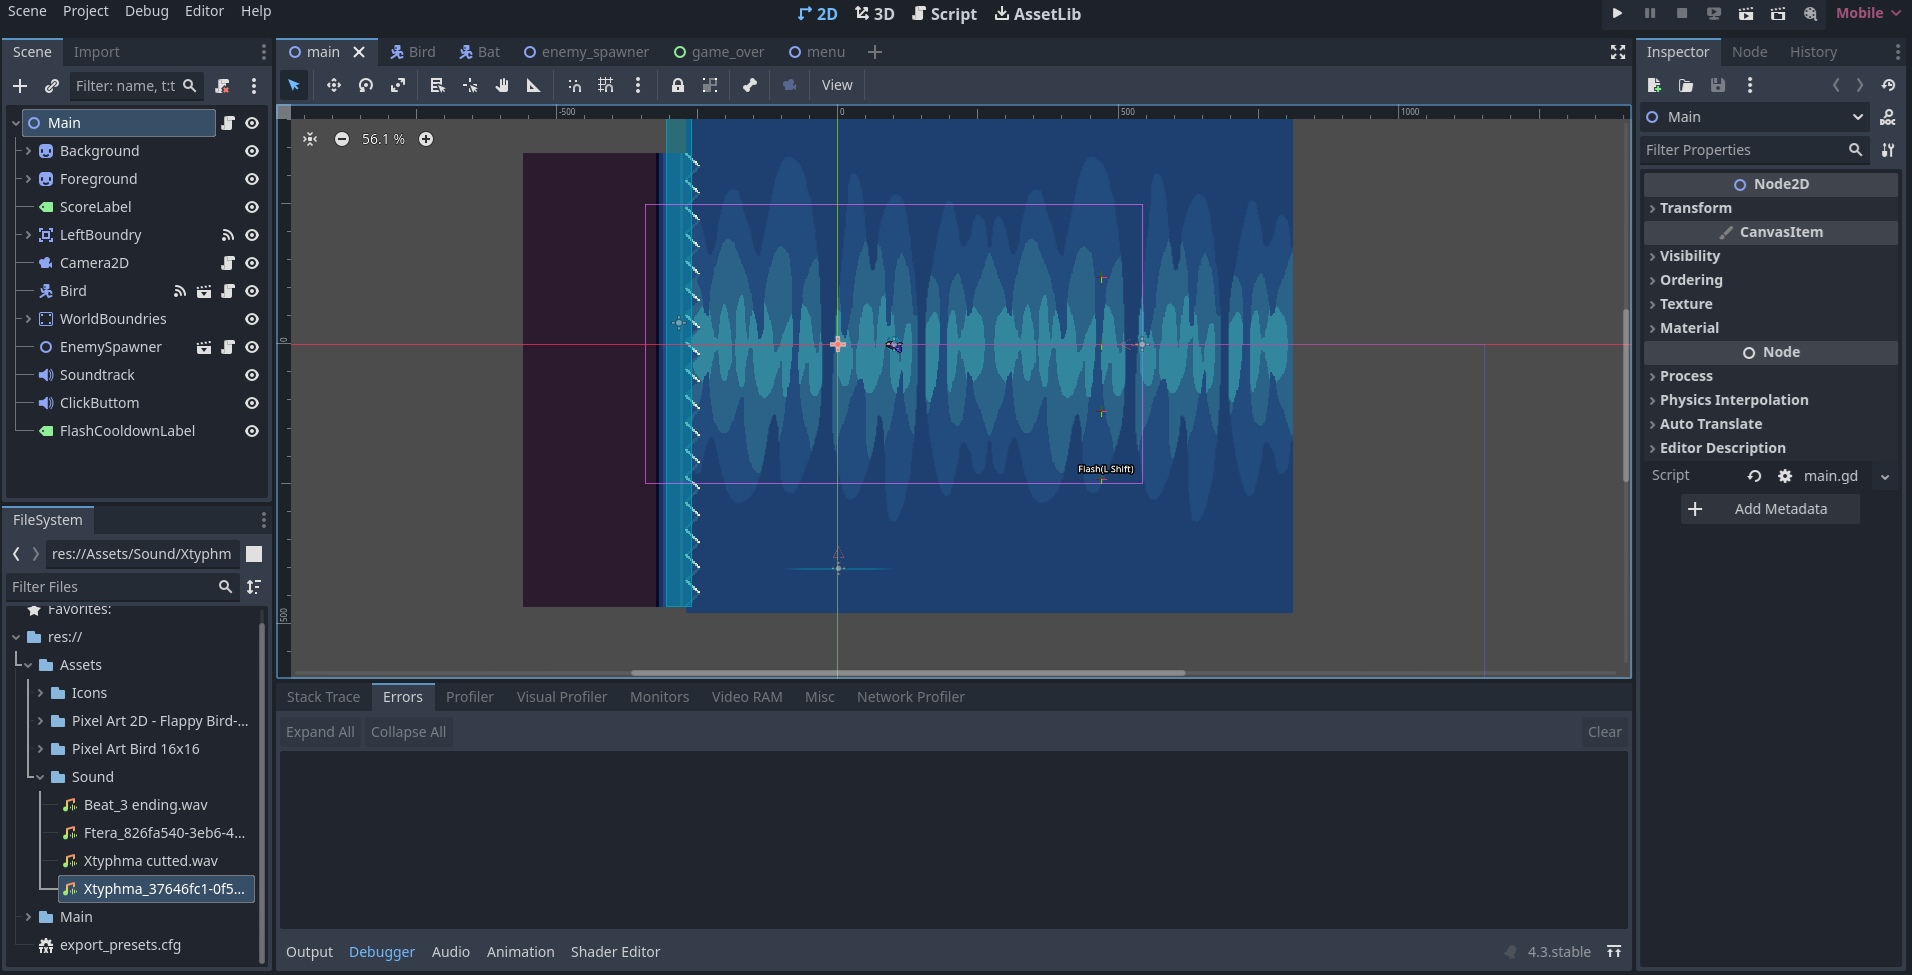 Scene Project Debug Editor Help
2D 3D Script AssetLib
Mobile
Scene Import
main Bird Bat enemy_spawner game_over menu
Inspector Node History
Filter: name, t:t
View
Main
Background
Foreground
ScoreLabel
LeftBoundry
Camera2D
Bird
WorldBoundries
EnemySpawner
Soundtrack
ClickButtom
FlashCooldownLabel
-500 0 500 1000
56.1 %
0
500
Flash(L Shift)
Main
Filter Properties
Node2D
Transform
CanvasItem
Visibility
Ordering
Texture
Material
Node
Process
Physics Interpolation
Auto Translate
Editor Description
Script main.gd
Add Metadata
FileSystem
res://Assets/Sound/Xtyphm
Filter Files
Favorites:
res://
Assets
Icons
Pixel Art 2D - Flappy Bird-...
Pixel Art Bird 16x16
Sound
Beat_3 ending.wav
Ftera_826fa540-3eb6-4...
Xtyphma cutted.wav
Xtyphma_37646fc1-0f5...
Main
export_presets.cfg
Stack Trace Errors Profiler Visual Profiler Monitors Video RAM Misc Network Profiler
Expand All Collapse All Clear
Output Debugger Audio Animation Shader Editor 4.3.stable